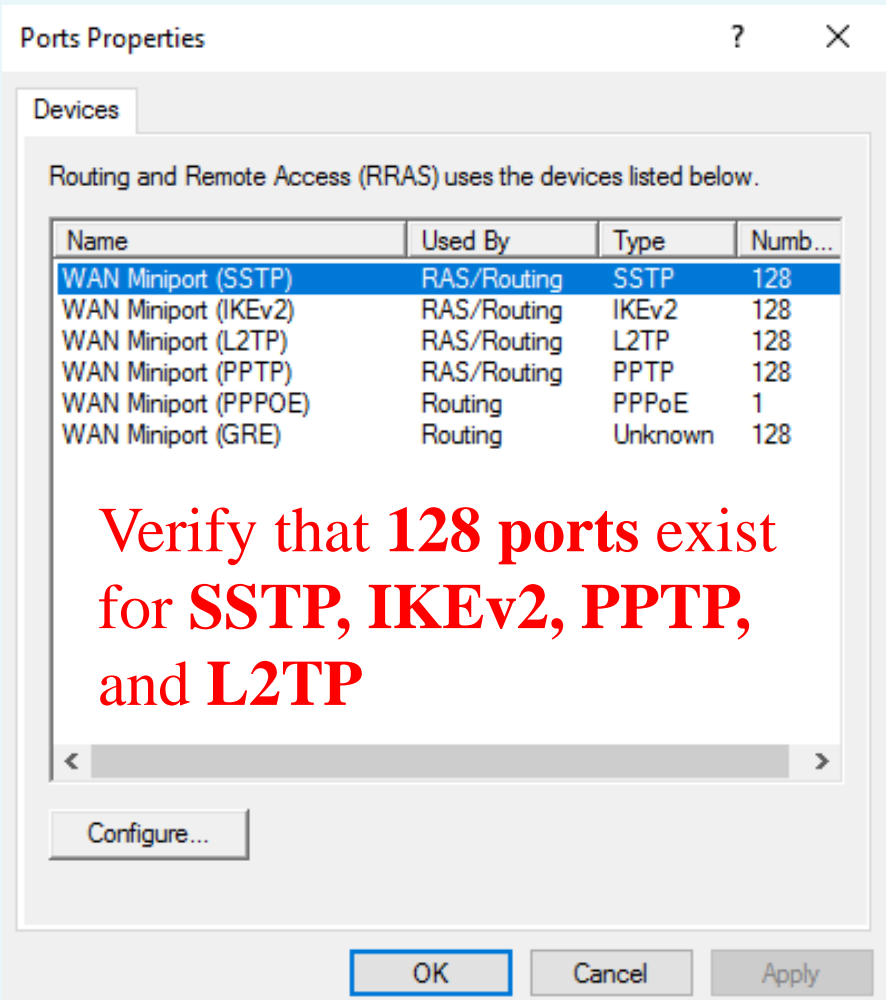 Ports Properties ? ×
Devices
Routing and Remote Access (RRAS) uses the devices listed below.
Name Used By Type Numb...
WAN Miniport (SSTP) RAS/Routing SSTP 128
WAN Miniport (IKEv2) RAS/Routing IKEv2 128
WAN Miniport (L2TP) RAS/Routing L2TP 128
WAN Miniport (PPTP) RAS/Routing PPTP 128
WAN Miniport (PPPOE) Routing PPPoE 1
WAN Miniport (GRE) Routing Unknown 128
Verify that 128 ports exist
for SSTP, IKEv2, PPTP,
and L2TP
Configure...
OK Cancel Apply